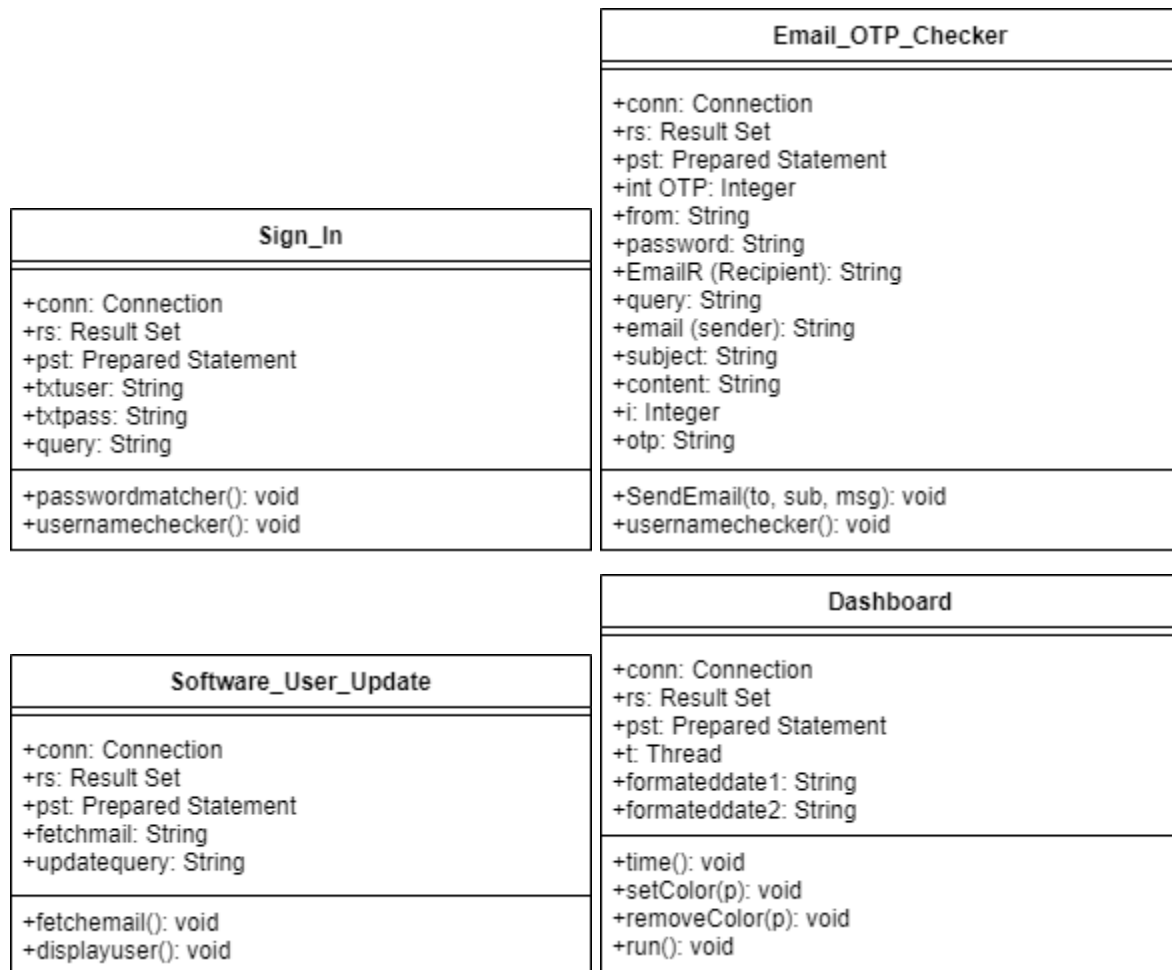 Sign_In
+conn: Connection
+rs: Result Set
+pst: Prepared Statement
+txtuser: String
+txtpass: String
+query: String
+passwordmatcher(): void
+usernamechecker(): void
Email_OTP_Checker
+conn: Connection
+rs: Result Set
+pst: Prepared Statement
+int OTP: Integer
+from: String
+password: String
+EmailR (Recipient): String
+query: String
+email (sender): String
+subject: String
+content: String
+i: Integer
+otp: String
+SendEmail(to, sub, msg): void
+usernamechecker(): void
Software_User_Update
+conn: Connection
+rs: Result Set
+pst: Prepared Statement
+fetchmail: String
+updatequery: String
+fetchemail(): void
+displayuser(): void
Dashboard
+conn: Connection
+rs: Result Set
+pst: Prepared Statement
+t: Thread
+formateddate1: String
+formateddate2: String
+time(): void
+setColor(p): void
+removeColor(p): void
+run(): void